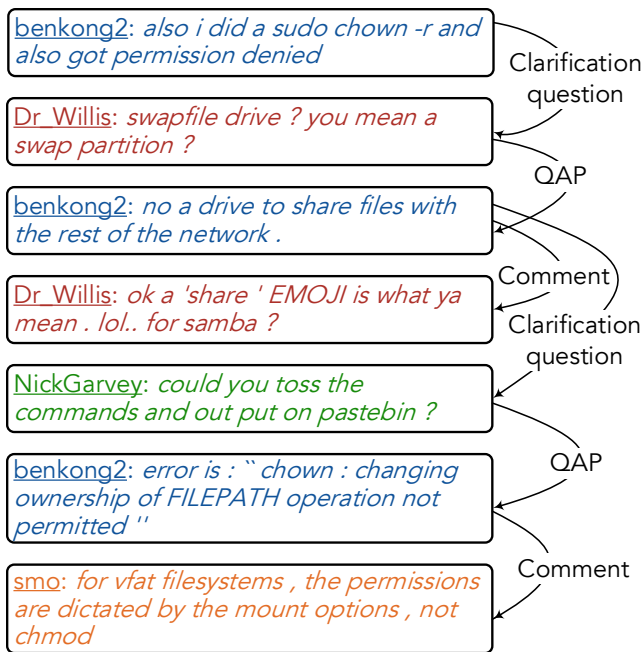 benkong2: also i did a sudo chown -r and
also got permission denied
Clarification
question
Dr_Willis: swapfile drive ? you mean a
swap partition ?
QAP
benkong2: no a drive to share files with
the rest of the network .
Comment
Dr_Willis: ok a 'share ' EMOJI is what ya
mean . lol.. for samba ?
Clarification
question
NickGarvey: could you toss the
commands and out put on pastebin ?
QAP
benkong2: error is : `` chown : changing
ownership of FILEPATH operation not
permitted ''
Comment
smo: for vfat filesystems , the permissions
are dictated by the mount options , not
chmod